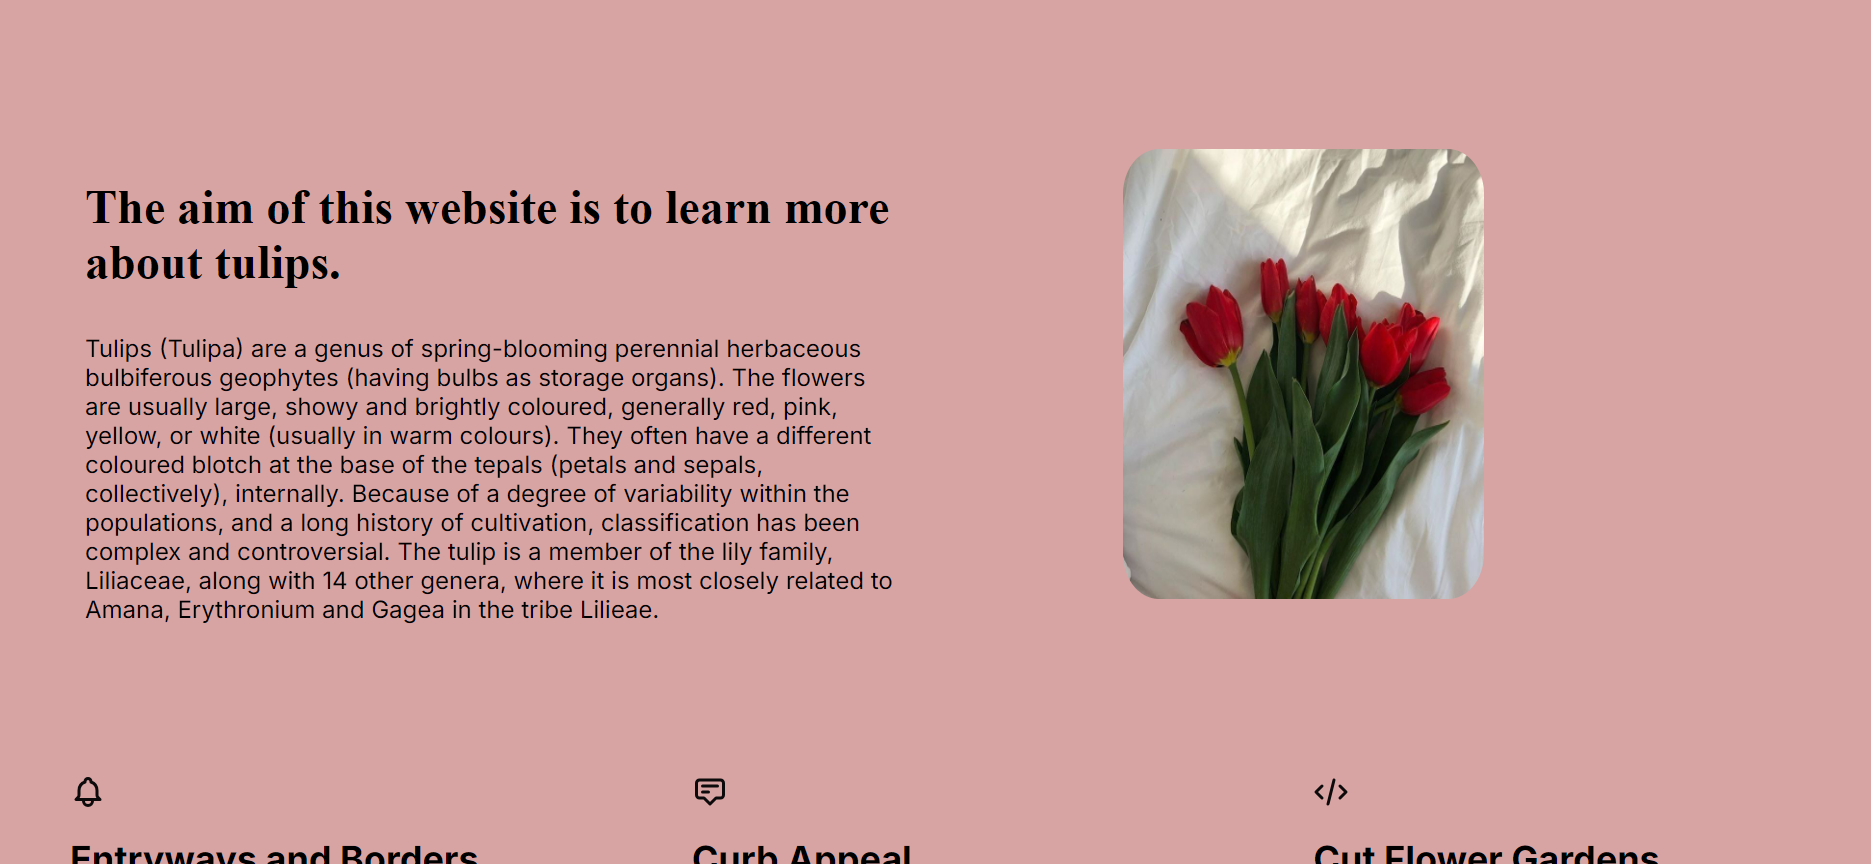 The aim of this website is to learn more
about tulips.
Tulips (Tulipa) are a genus of spring-blooming perennial herbaceous
bulbiferous geophytes (having bulbs as storage organs). The flowers
are usually large, showy and brightly coloured, generally red, pink,
yellow, or white (usually in warm colours). They often have a different
coloured blotch at the base of the tepals (petals and sepals,
collectively), internally. Because of a degree of variability within the
populations, and a long history of cultivation, classification has been
complex and controversial. The tulip is a member of the lily family,
Liliaceae, along with 14 other genera, where it is most closely related to
Amana, Erythronium and Gagea in the tribe Lilieae.
Entryways and Borders
Curb Appeal
Cut Flower Gardens